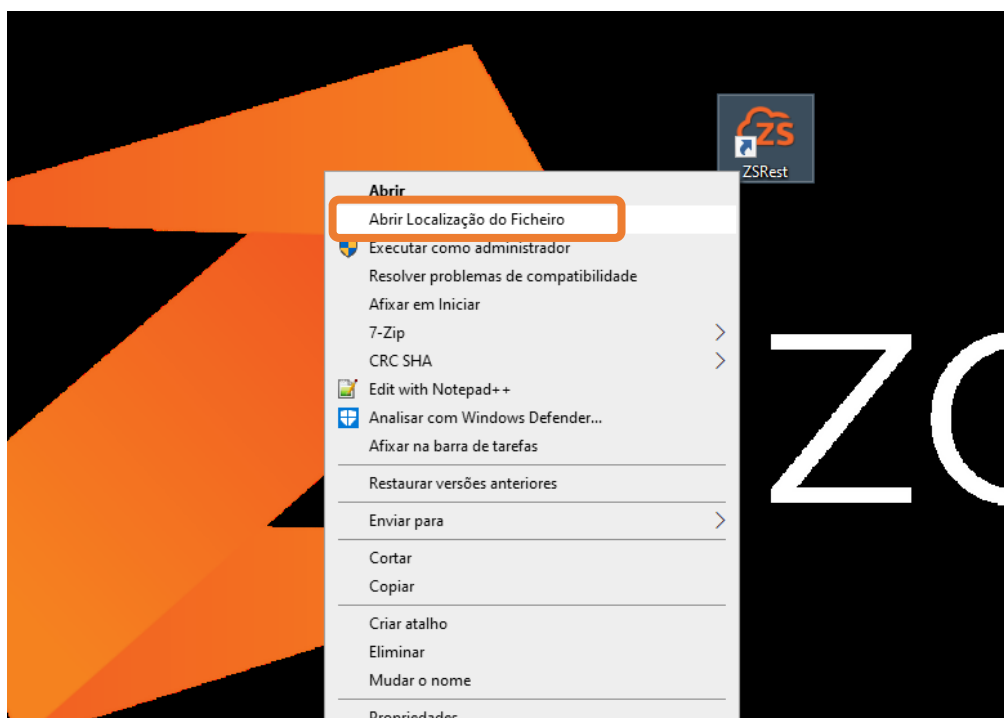 ZS
ZSRest
Abrir
Abrir Localização do Ficheiro
Executar como administrador
Resolver problemas de compatibilidade
Afixar em Iniciar
7-Zip
CRC SHA
Edit with Notepad++
Analisar com Windows Defender...
Afixar na barra de tarefas
Restaurar versões anteriores
Enviar para
Cortar
Copiar
Criar atalho
Eliminar
Mudar o nome
Propriedades
Z